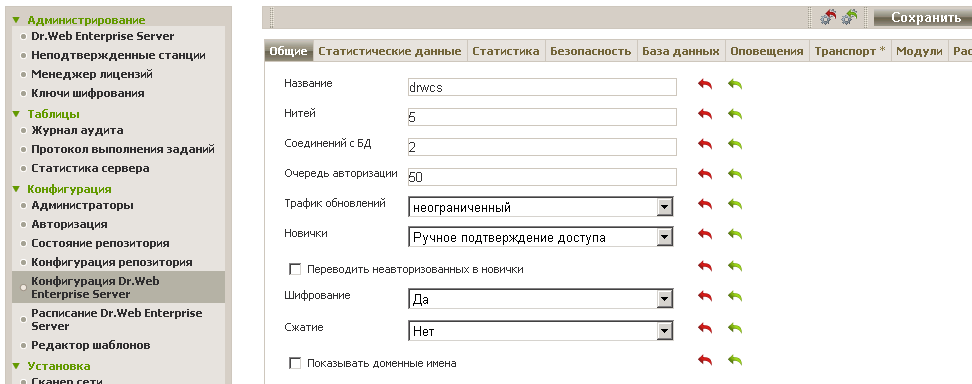 Администрирование
Dr.Web Enterprise Server
Неподтвержденные станции
Менеджер лицензий
Ключи шифрования
Таблицы
Журнал аудита
Протокол выполнения заданий
Статистика сервера
Конфигурация
Администраторы
Авторизация
Состояние репозитория
Конфигурация репозитория
Конфигурация Dr.Web
Enterprise Server
Расписание Dr.Web Enterprise
Server
Редактор шаблонов
Установка
Сканер сети
Сохранить
Общие Статистические данные Статистика Безопасность База данных Оповещения Транспорт * Модули Рас
Название drwcs
Нитей 5
Соединений с БД 2
Очередь авторизации 50
Трафик обновлений неограниченный
Новички Ручное подтверждение доступа
Переводить неавторизованных в новички
Шифрование Да
Сжатие Нет
Показывать доменные имена